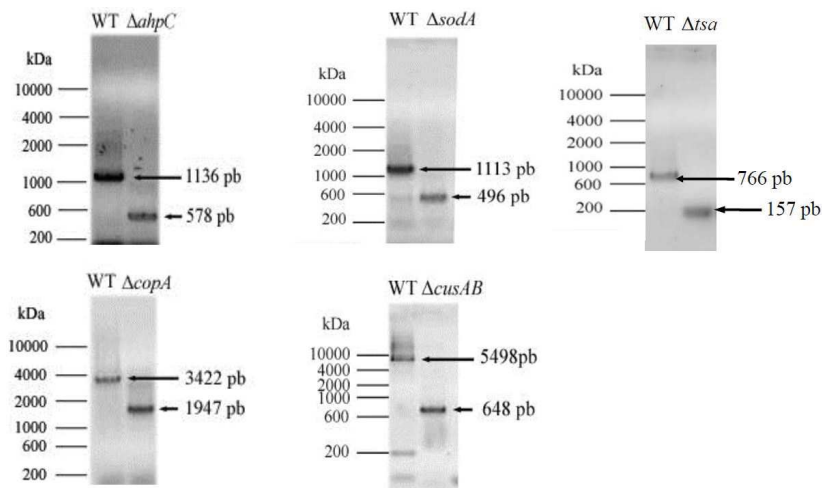 WT ΔahpC
kDa
10000
4000
2000
1000
600
200
1136 pb
578 pb
WT ΔsodA
kDa
10000
4000
2000
1000
600
200
1113 pb
496 pb
WT Δtsa
kDa
10000
4000
2000
1000
600
200
766 pb
157 pb
WT ΔcopA
kDa
10000
4000
2000
1000
600
200
3422 pb
1947 pb
WT ΔcusAB
kDa
10000
4000
2000
1000
600
200
5498pb
648 pb